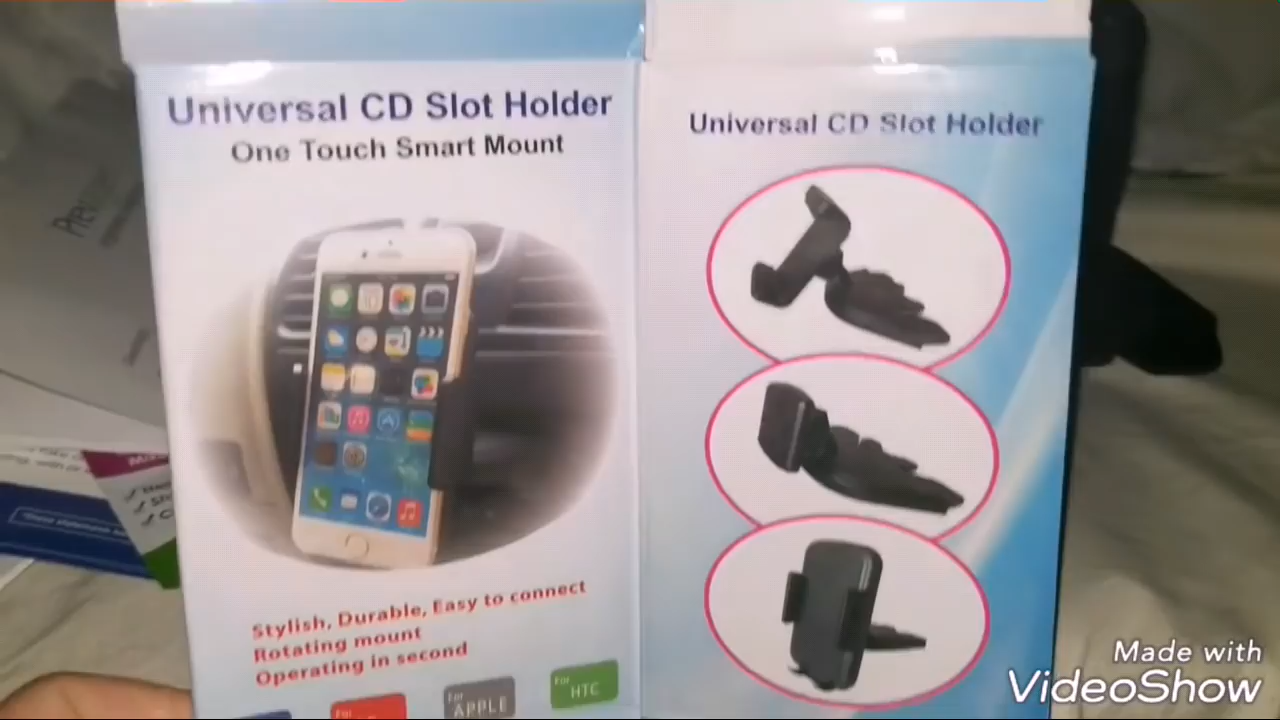 Universal CD Slot Holder
One Touch Smart Mount
Stylish, Durable, Easy to connect
Rotating mount
Operating in second
For
For
APPLE
For
HTC
Universal CD Slot Holder
Made with
VideoShow